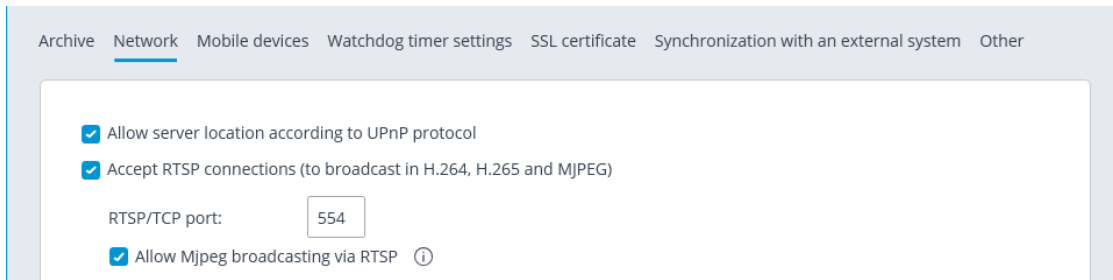 Archive Network Mobile devices Watchdog timer settings SSL certificate Synchronization with an external system Other
Allow server location according to UPnP protocol
Accept RTSP connections (to broadcast in H.264, H.265 and MJPEG)
RTSP/TCP port: 554
Allow Mjpeg broadcasting via RTSP